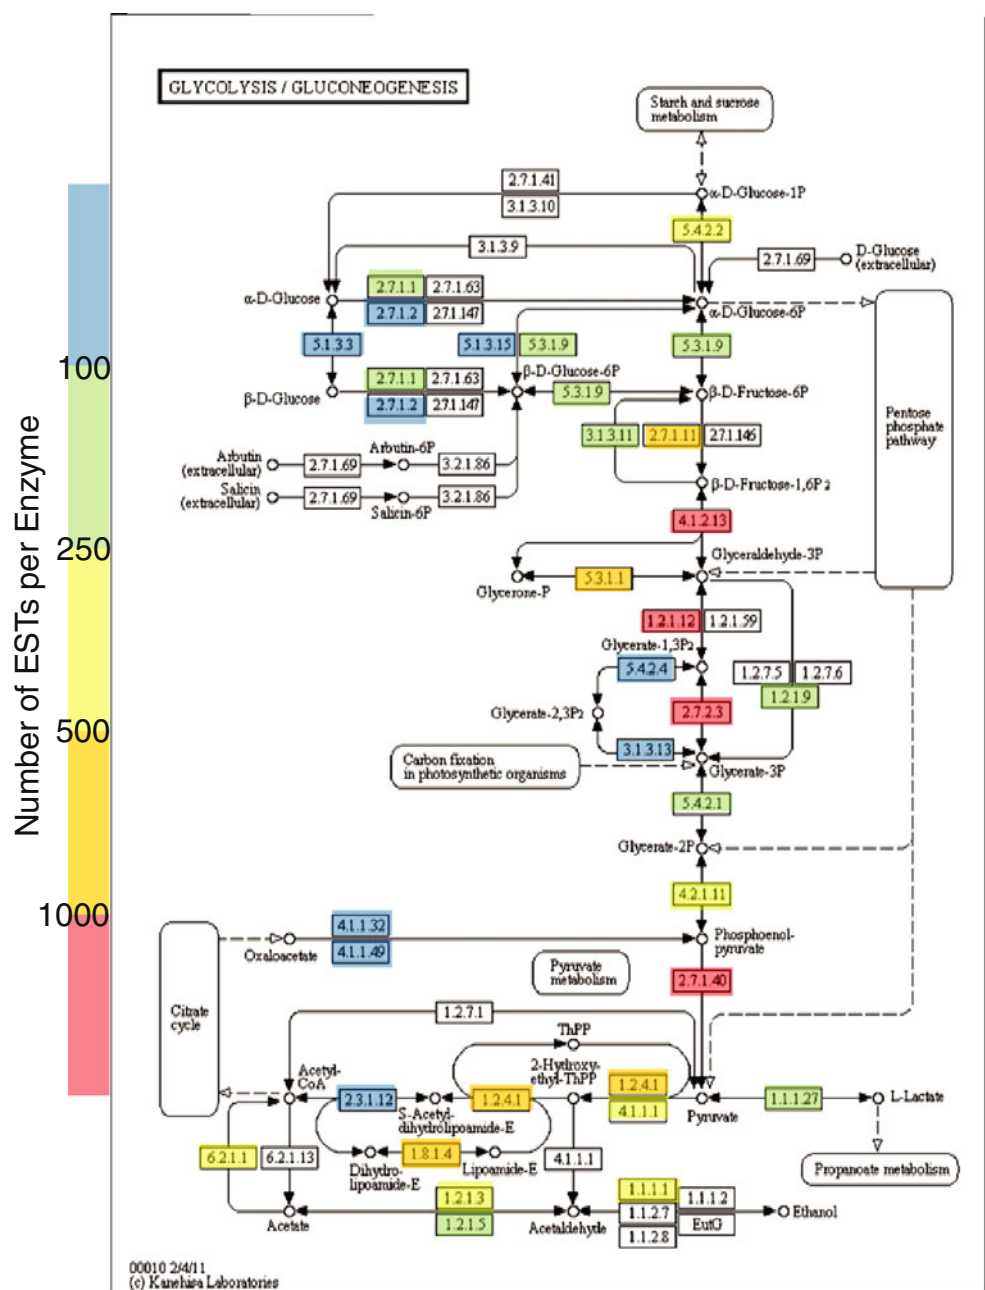 GLYCOLYSIS / GLUCONEOGENESIS
Starch and sucrose
metabolism
2.7.1.41
3.1.3.10
α-D-Glucose-1P
5.4.2.2
3.1.3.9
2.7.1.69
D-Glucose
(extracellular)
2.7.1.1
2.7.1.63
α-D-Glucose
2.7.1.2
2.7.1.147
α-D-Glucose-6P
5.1.3.3
5.1.3.15
5.3.1.9
5.3.1.9
100
2.7.1.1
2.7.1.63
β-D-Glucose-6P
β-D-Glucose
2.7.1.2
2.7.1.147
5.3.1.9
β-D-Fructose-6P
Pentose
phosphate
pathway
3.1.3.11
2.7.1.11
2.7.1.146
Arbutin
(extracellular)
2.7.1.69
Arbutin-6P
3.2.1.86
Salicin
(extracellular)
2.7.1.69
Salicin-6P
3.2.1.86
β-D-Fructose-1,6P2
4.1.2.13
250
Glyceraldehyde-3P
Glycerone-P
5.3.1.1
1.2.1.12
1.2.1.59
Glycerate-1,3P2
5.4.2.4
1.2.7.5
1.2.7.6
1.2.1.9
Glycerate-2,3P2
2.7.2.3
500
3.1.3.13
Carbon fixation
in photosynthetic organisms
Glycerate-3P
5.4.2.1
Number of ESTs per Enzyme
Glycerate-2P
4.2.1.11
1000
4.1.1.32
Oxaloacetate
4.1.1.49
Phosphoenol-
pyruvate
Pyruvate
metabolism
2.7.1.40
Citrate
cycle
1.2.7.1
ThPP
Acetyl-
CoA
2-Hydroxy-
ethyl-ThPP
2.3.1.12
1.2.4.1
1.2.4.1
4.1.1.1
Pyruvate
1.1.1.27
L-Lactate
S-Acetyl-
dihydrolipoamide-E
6.2.1.1
6.2.1.13
1.8.1.4
4.1.1.1
Dihydro-
lipoamide-E
Lipoamide-E
Propanoate metabolism
1.2.1.3
1.2.1.5
Acetate
Acetaldehyde
1.1.1.1
1.1.1.2
1.1.2.7
EutG
1.1.2.8
Ethanol
00010 2/4/11
(c) Kanehisa Laboratories